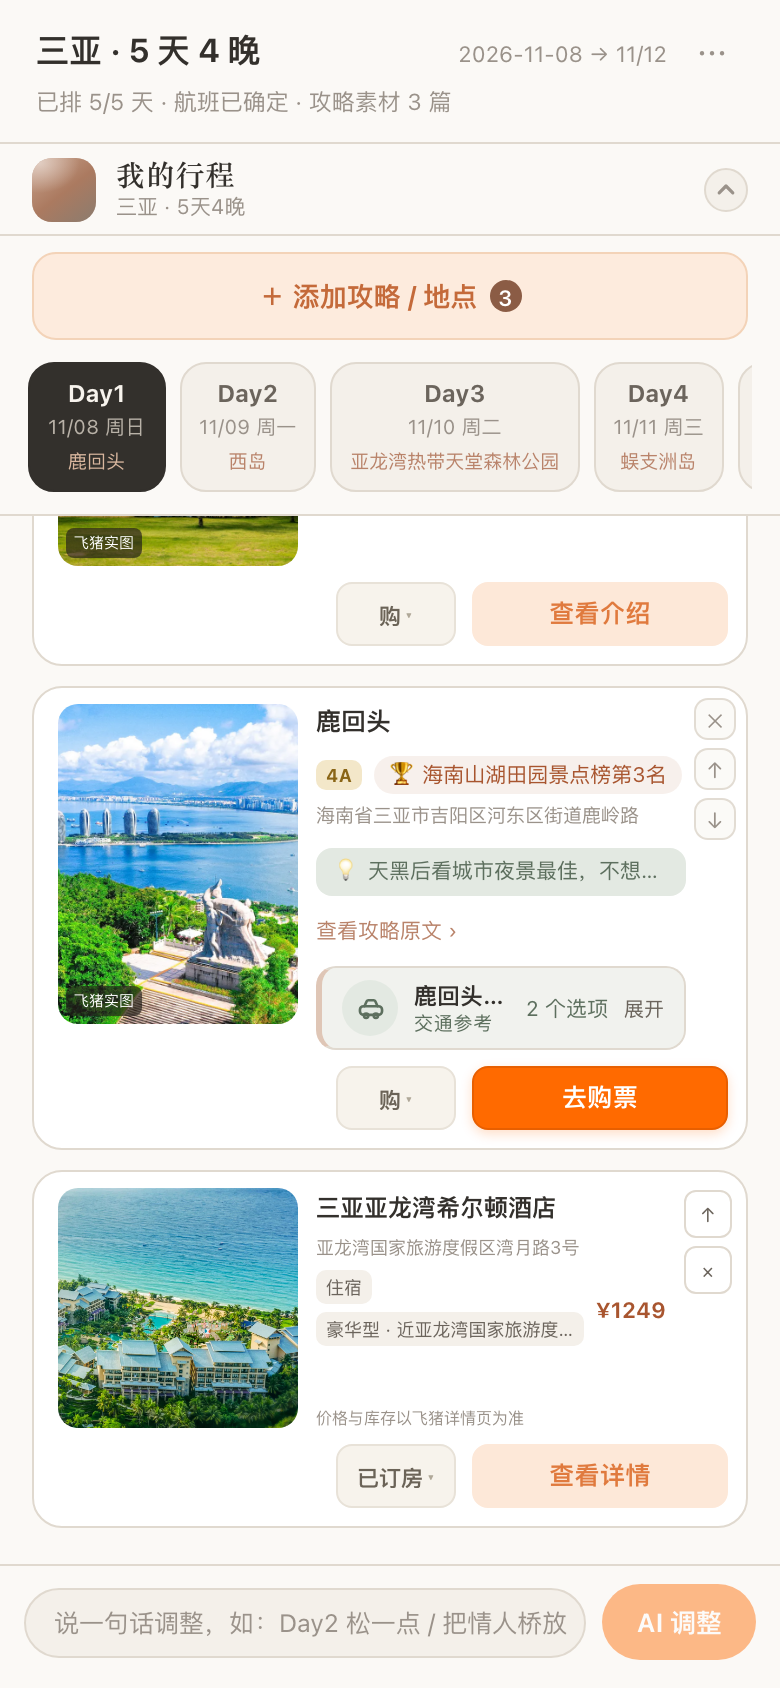 三亚 · 5 天 4 晚
2026-11-08 → 11/12 ···
已排 5/5 天 · 航班已确定 · 攻略素材 3 篇
我的行程
三亚 · 5天4晚
+ 添加攻略 / 地点 3
Day1 Day2 Day3 Day4
11/08 周日 11/09 周一 11/10 周二 11/11 周三
鹿回头 西岛 亚龙湾热带天堂森林公园 蜈支洲岛
飞猪实图
购 查看介绍
鹿回头
4A 🏆 海南山湖田园景点榜第3名
海南省三亚市吉阳区河东区街道鹿岭路
💡 天黑后看城市夜景最佳，不想...
查看攻略原文 ›
飞猪实图
鹿回头...
交通参考
2 个选项 展开
购 去购票
三亚亚龙湾希尔顿酒店
亚龙湾国家旅游度假区湾月路3号
住宿
豪华型 · 近亚龙湾国家旅游度...
¥1249
价格与库存以飞猪详情页为准
已订房 查看详情
说一句话调整，如：Day2 松一点 / 把情人桥放
AI 调整